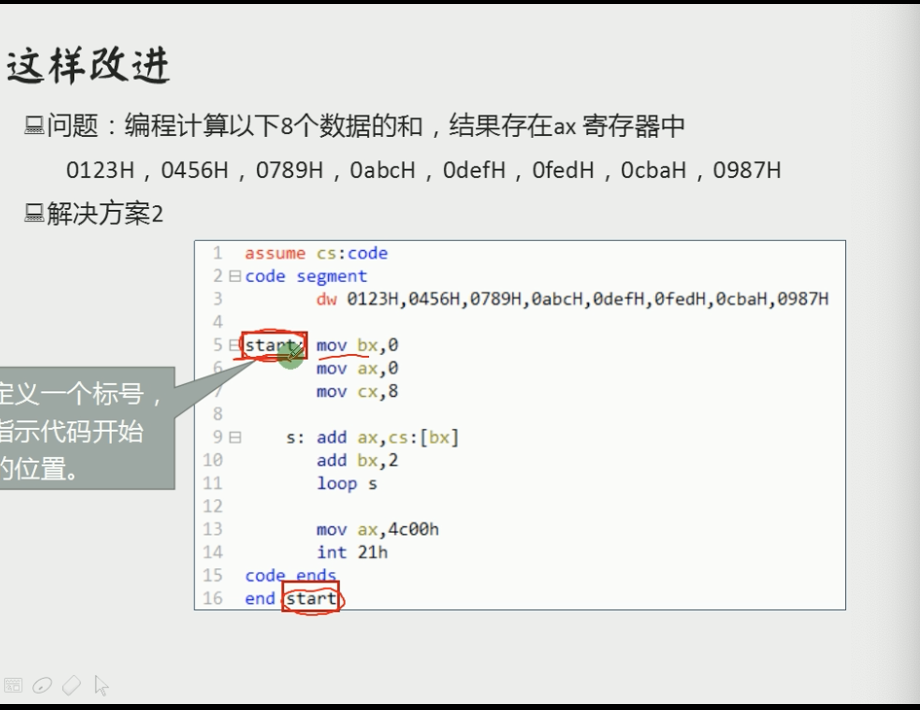 这样改进
问题：编程计算以下8个数据的和，结果存在ax 寄存器中
0123H，0456H，0789H，0abcH，0defH，0fedH，0cbaH，0987H
解决方案2
1 assume cs:code
2 code segment
3 dw 0123H,0456H,0789H,0abcH,0defH,0fedH,0cbaH,0987H
4
5 start: mov bx,0
6 mov ax,0
7 mov cx,8
8
9 s: add ax,cs:[bx]
10 add bx,2
11 loop s
12
13 mov ax,4c00h
14 int 21h
15 code ends
16 end start
定义一个标号，
指示代码开始
的位置。